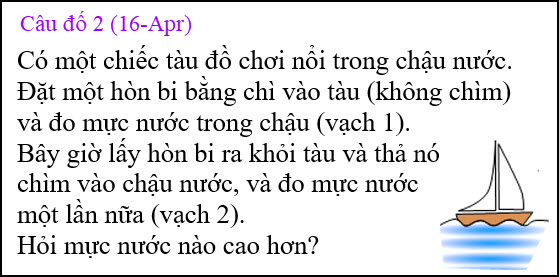 Câu đố 2 (16-Apr)
Có một chiếc tàu đồ chơi nổi trong chậu nước.
Đặt một hòn bi bằng chì vào tàu (không chìm)
và đo mực nước trong chậu (vạch 1).
Bây giờ lấy hòn bi ra khỏi tàu và thả nó
chìm vào chậu nước, và đo mực nước
một lần nữa (vạch 2).
Hỏi mực nước nào cao hơn?